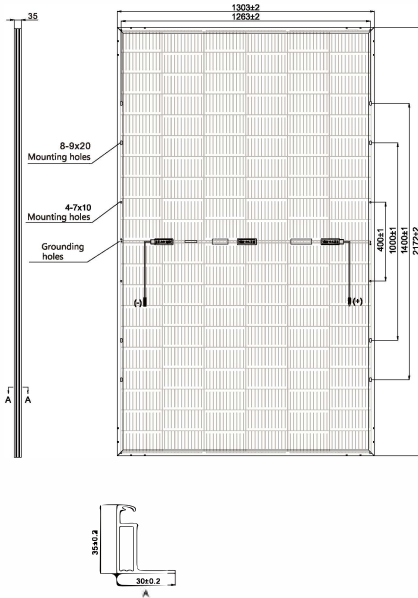 1303±2
1263±2
35
8-9x20
Mounting holes
4-7x10
Mounting holes
Grounding
holes
400±1
1000±1
1400±1
2172±2
(-)
(+)
A
A
35±0.2
30±0.2
A